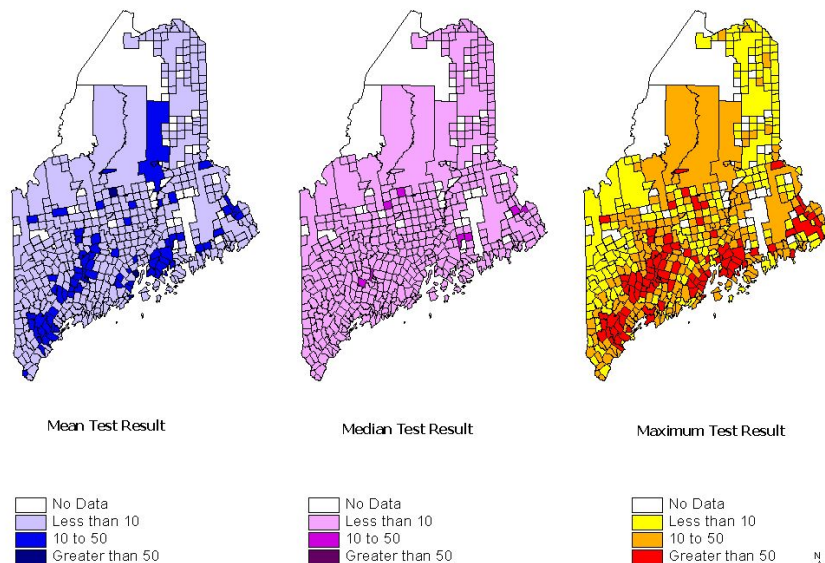 Mean Test Result
Median Test Result
Maximum Test Result
No Data
Less than 10
10 to 50
Greater than 50
No Data
Less than 10
10 to 50
Greater than 50
No Data
Less than 10
10 to 50
Greater than 50
N